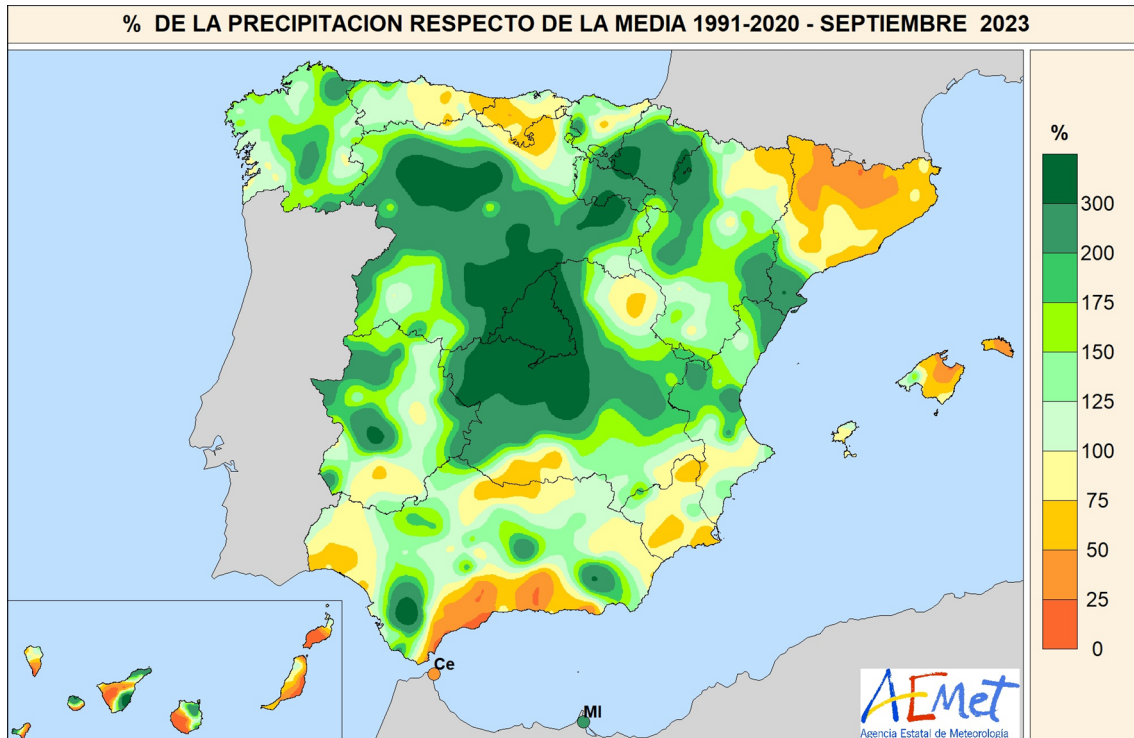 % DE LA PRECIPITACION RESPECTO DE LA MEDIA 1991-2020 - SEPTIEMBRE 2023
%
300
200
175
150
125
100
75
50
25
0
Ce
Ml
AEMet
Agencia Estatal de Meteorología